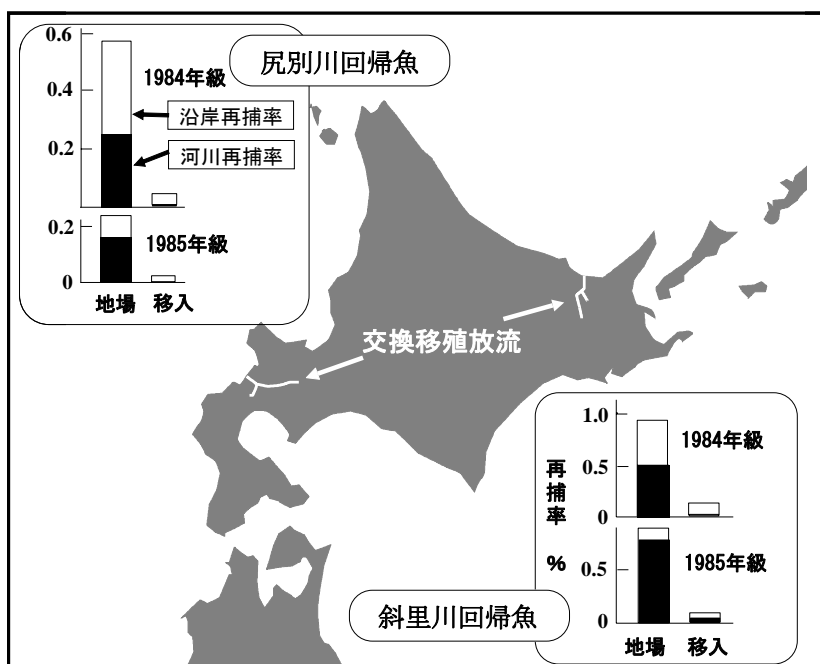 0.6
尻別川回帰魚
1984年級
0.4
沿岸再捕率
河川再捕率
0.2
0.2
1985年級
0
地場 移入
交換移植放流
1.0
1984年級
再捕率 %
0.5
0
0.5
1985年級
0
地場 移入
斜里川回帰魚